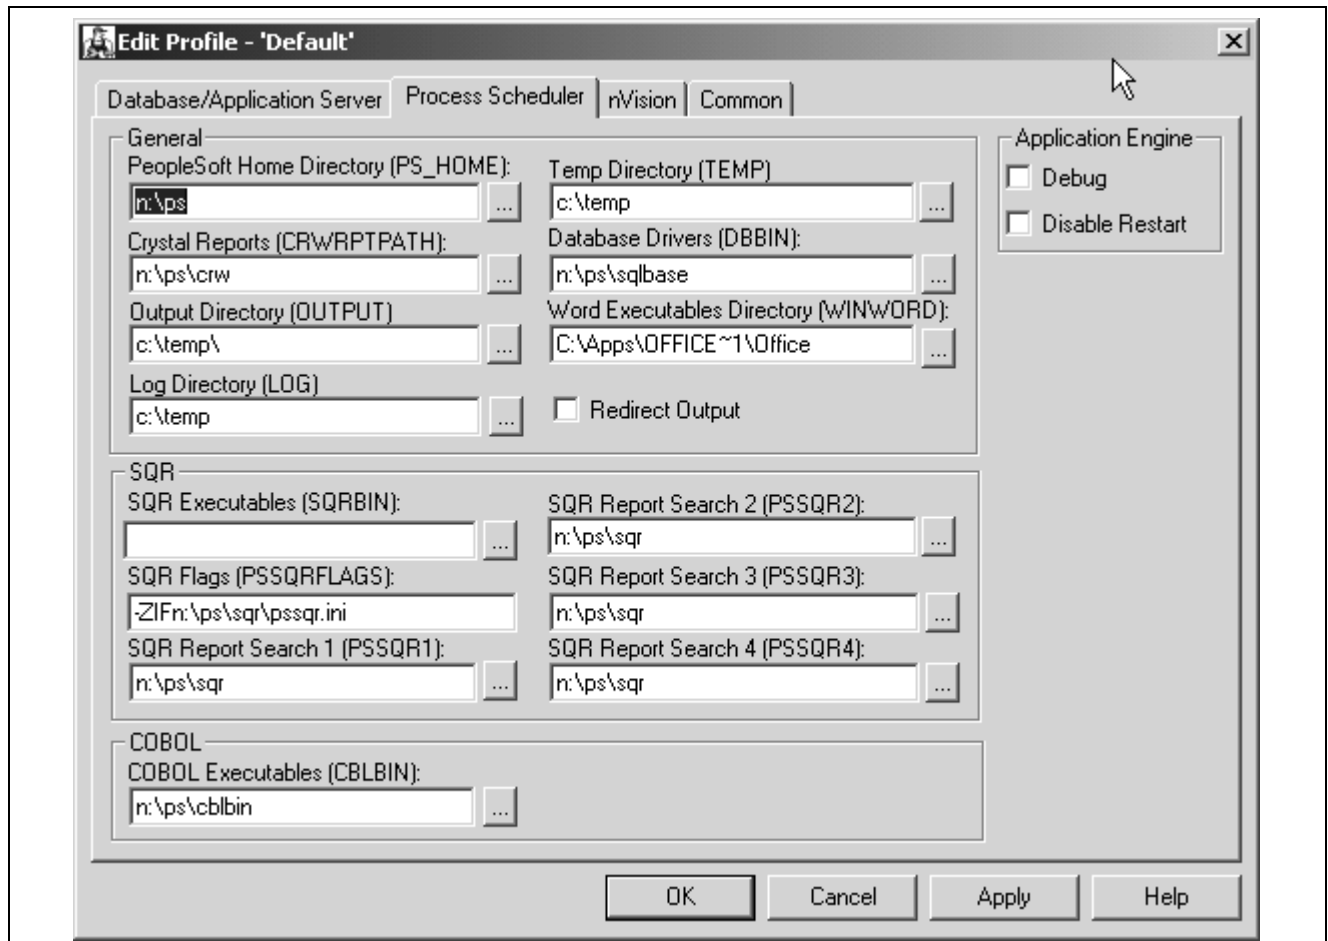 Edit Profile - 'Default'
Database/Application Server Process Scheduler nVision Common
General
PeopleSoft Home Directory (PS_HOME):
n:\ps ...
Temp Directory (TEMP)
c:\temp ...
Crystal Reports (CRWRPTPATH):
n:\ps\crw ...
Database Drivers (DBBIN):
n:\ps\sqlbase ...
Output Directory (OUTPUT)
c:\temp\ ...
Word Executables Directory (WINWORD):
C:\Apps\OFFICE~1\Office ...
Log Directory (LOG)
c:\temp ...
Redirect Output
Application Engine
Debug
Disable Restart
SQR
SQR Executables (SQRBIN):
...
SQR Report Search 2 (PSSQR2):
n:\ps\sqr ...
SQR Flags (PSSQRFLAGS):
-ZIFn:\ps\sqr\pssqr.ini
SQR Report Search 3 (PSSQR3):
n:\ps\sqr ...
SQR Report Search 1 (PSSQR1):
n:\ps\sqr ...
SQR Report Search 4 (PSSQR4):
n:\ps\sqr ...
COBOL
COBOL Executables (CBLBIN):
n:\ps\cblbin ...
OK Cancel Apply Help